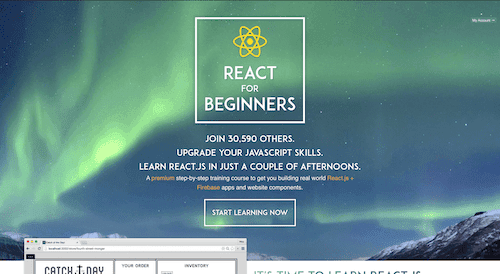 My Account
REACT
FOR
BEGINNERS
JOIN 30,590 OTHERS.
UPGRADE YOUR JAVASCRIPT SKILLS.
LEARN REACT.JS IN JUST A COUPLE OF AFTERNOONS.
A premium step-by-step training course to get you building real world React.js +
Firebase apps and website components.
START LEARNING NOW
CATCH DAY
YOUR ORDER
INVENTORY
IT'S TIME TO LEARN REACT.JS